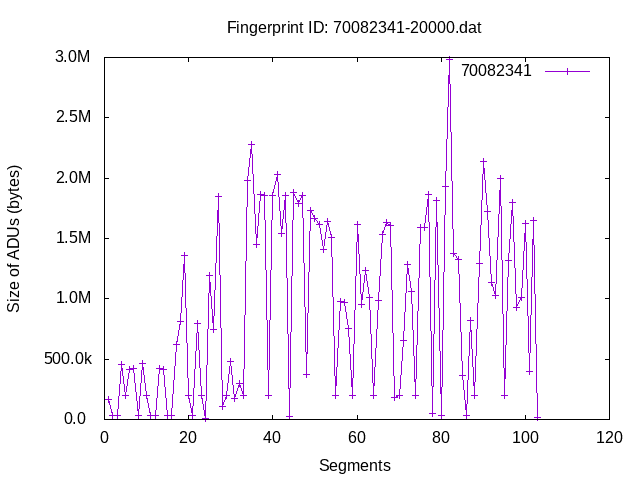 Fingerprint ID: 70082341-20000.dat
3.0M
70082341
2.5M
2.0M
1.5M
1.0M
500.0k
0.0
0 20 40 60 80 100 120
Size of ADUs (bytes)
Segments